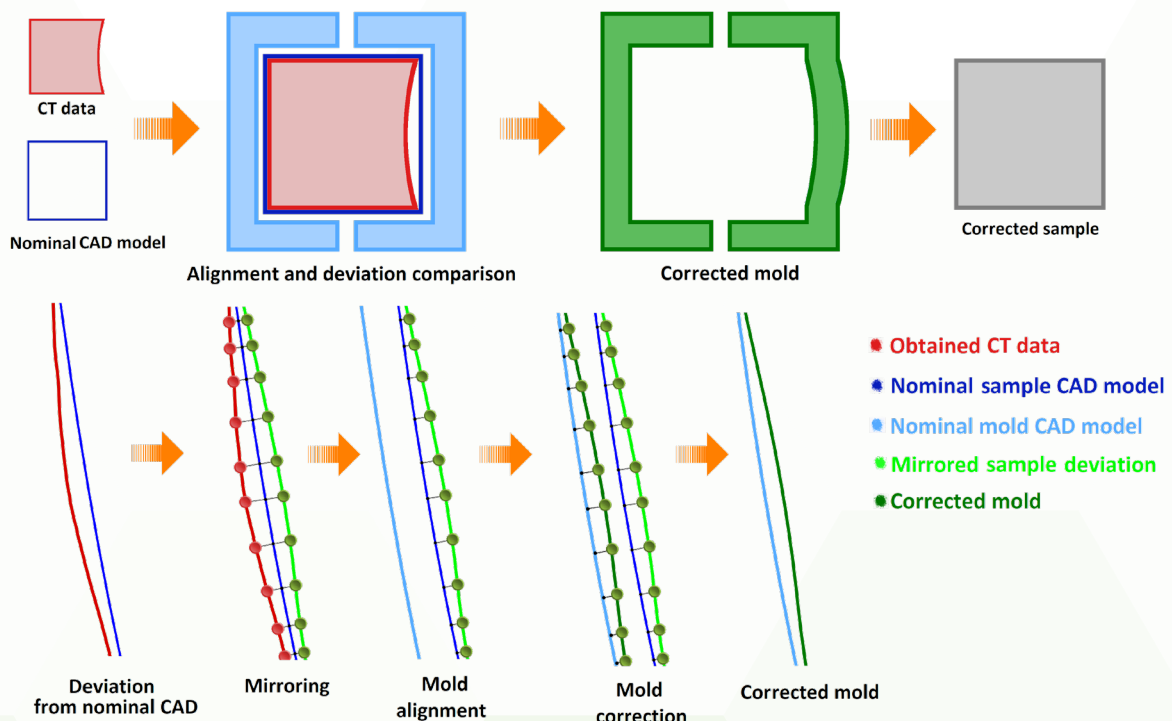 CT data
Nominal CAD model
Alignment and deviation comparison
Corrected mold
Corrected sample
Obtained CT data
Nominal sample CAD model
Nominal mold CAD model
Mirrored sample deviation
Corrected mold
Deviation
from nominal CAD
Mirroring
Mold
alignment
Mold
correction
Corrected mold